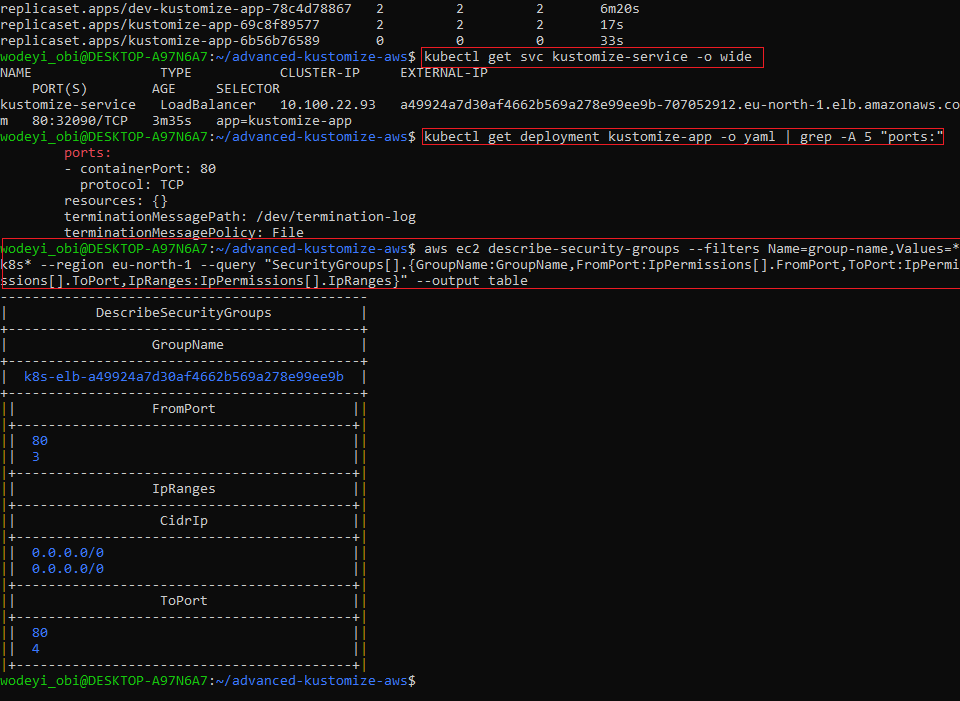 replicaset.apps/dev-kustomize-app-78c4d78867   2         2         2       6m20s
replicaset.apps/kustomize-app-69c8f89577       2         2         2       17s
replicaset.apps/kustomize-app-6b56b76589       0         0         0       33s
wodeyi_obi@DESKTOP-A97N6A7:~/advanced-kustomize-aws$ kubectl get svc kustomize-service -o wide
NAME                TYPE           CLUSTER-IP     EXTERNAL-IP
    PORT(S)        AGE     SELECTOR
kustomize-service   LoadBalancer   10.100.22.93   a49924a7d30af4662b569a278e99ee9b-707052912.eu-north-1.elb.amazonaws.co
m   80:32090/TCP   3m35s   app=kustomize-app
wodeyi_obi@DESKTOP-A97N6A7:~/advanced-kustomize-aws$ kubectl get deployment kustomize-app -o yaml | grep -A 5 "ports:"
        ports:
        - containerPort: 80
          protocol: TCP
        resources: {}
        terminationMessagePath: /dev/termination-log
        terminationMessagePolicy: File
wodeyi_obi@DESKTOP-A97N6A7:~/advanced-kustomize-aws$ aws ec2 describe-security-groups --filters Name=group-name,Values=*
k8s* --region eu-north-1 --query "SecurityGroups[].{GroupName:GroupName,FromPort:IpPermissions[].FromPort,ToPort:IpPermi
ssions[].ToPort,IpRanges:IpPermissions[].IpRanges}" --output table
----------------------------------------------
|           DescribeSecurityGroups           |
+--------------------------------------------+
|                  GroupName                 |
+--------------------------------------------+
|  k8s-elb-a49924a7d30af4662b569a278e99ee9b  |
+--------------------------------------------+
||                 FromPort                 ||
|+------------------------------------------+|
||  80                                      ||
||  3                                       ||
|+------------------------------------------+|
||                 IpRanges                 ||
|+------------------------------------------+|
||                  CidrIp                  ||
|+------------------------------------------+|
||  0.0.0.0/0                               ||
||  0.0.0.0/0                               ||
|+------------------------------------------+|
||                  ToPort                  ||
|+------------------------------------------+|
||  80                                      ||
||  4                                       ||
|+------------------------------------------+|
wodeyi_obi@DESKTOP-A97N6A7:~/advanced-kustomize-aws$